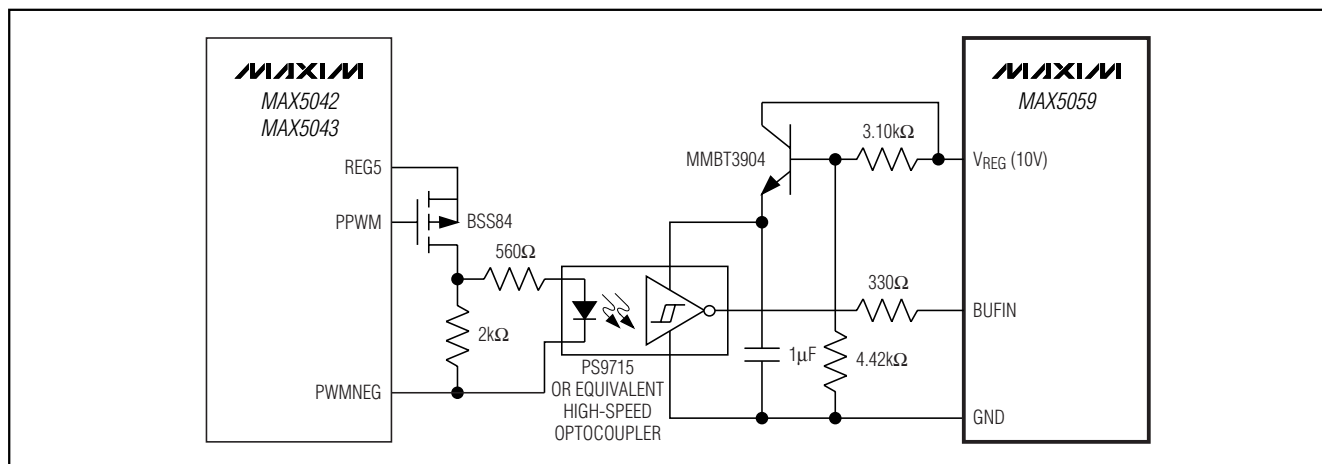 MAXIM
MAX5042
MAX5043
REG5
PPWM
PWMNEG
BSS84
560Ω
2kΩ
PS9715
OR EQUIVALENT
HIGH-SPEED
OPTOCOUPLER
MMBT3904
3.10kΩ
330Ω
1μF
4.42kΩ
MAXIM
MAX5059
VREG (10V)
BUFIN
GND